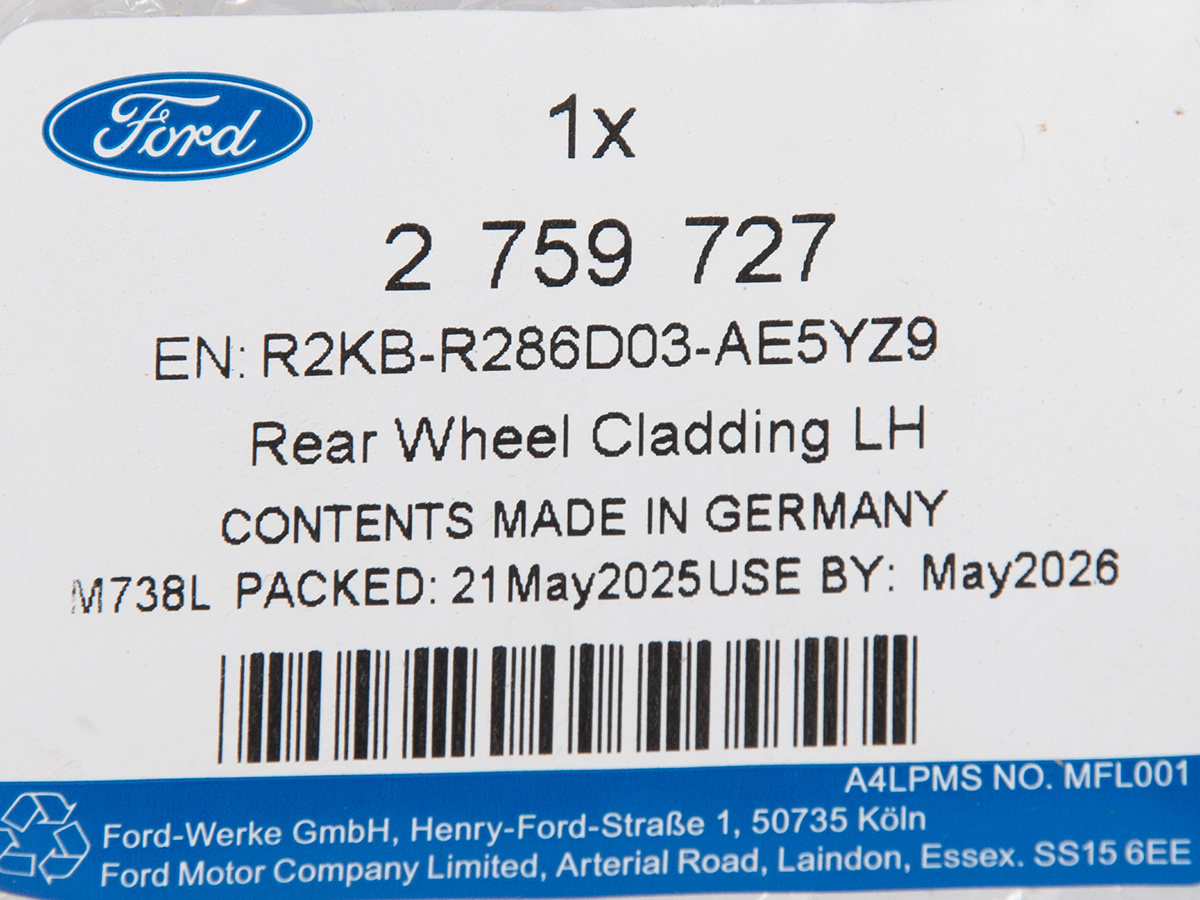 Ford
1x
2 759 727
EN: R2KB-R286D03-AE5YZ9
Rear Wheel Cladding LH
CONTENTS MADE IN GERMANY
M738L PACKED: 21May2025USE BY: May2026
A4LPMS NO. MFL001
Ford-Werke GmbH, Henry-Ford-Straße 1, 50735 Köln
Ford Motor Company Limited, Arterial Road, Laindon, Essex. SS15 6EE